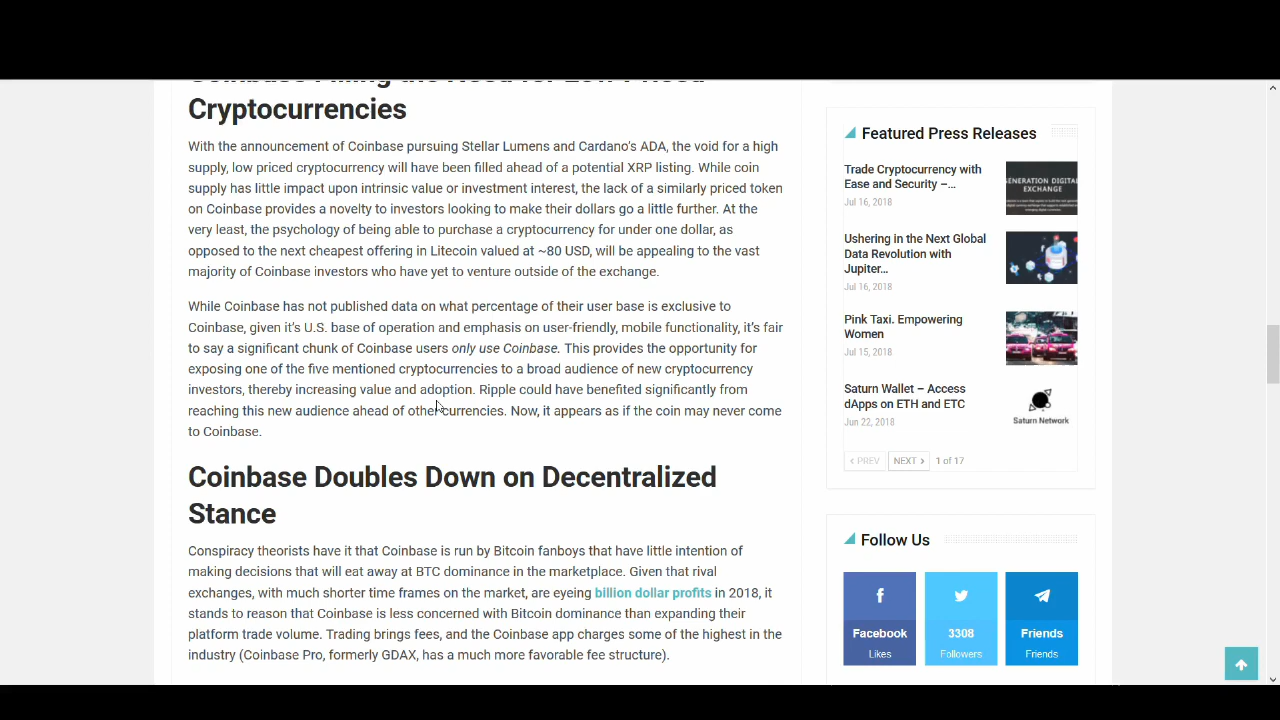 Coinbase Filling the Need for Low Priced
Cryptocurrencies
With the announcement of Coinbase pursuing Stellar Lumens and Cardano's ADA, the void for a high
supply, low priced cryptocurrency will have been filled ahead of a potential XRP listing. While coin
supply has little impact upon intrinsic value or investment interest, the lack of a similarly priced token
on Coinbase provides a novelty to investors looking to make their dollars go a little further. At the
very least, the psychology of being able to purchase a cryptocurrency for under one dollar, as
opposed to the next cheapest offering in Litecoin valued at ~80 USD, will be appealing to the vast
majority of Coinbase investors who have yet to venture outside of the exchange.
While Coinbase has not published data on what percentage of their user base is exclusive to
Coinbase, given it's U.S. base of operation and emphasis on user-friendly, mobile functionality, it's fair
to say a significant chunk of Coinbase users only use Coinbase. This provides the opportunity for
exposing one of the five mentioned cryptocurrencies to a broad audience of new cryptocurrency
investors, thereby increasing value and adoption. Ripple could have benefited significantly from
reaching this new audience ahead of other currencies. Now, it appears as if the coin may never come
to Coinbase.
Coinbase Doubles Down on Decentralized
Stance
Conspiracy theorists have it that Coinbase is run by Bitcoin fanboys that have little intention of
making decisions that will eat away at BTC dominance in the marketplace. Given that rival
exchanges, with much shorter time frames on the market, are eyeing billion dollar profits in 2018, it
stands to reason that Coinbase is less concerned with Bitcoin dominance than expanding their
platform trade volume. Trading brings fees, and the Coinbase app charges some of the highest in the
industry (Coinbase Pro, formerly GDAX, has a much more favorable fee structure).
Featured Press Releases
Trade Cryptocurrency with
Ease and Security –...
Jul 16, 2018
GENERATION DIGITAL
EXCHANGE
Ushering in the Next Global
Data Revolution with
Jupiter...
Jul 16, 2018
Pink Taxi. Empowering
Women
Jul 15, 2018
Saturn Wallet – Access
dApps on ETH and ETC
Jun 22, 2018
Saturn Network
PREV
NEXT
1 of 17
Follow Us
Facebook
Likes
3308
Followers
Friends
Friends